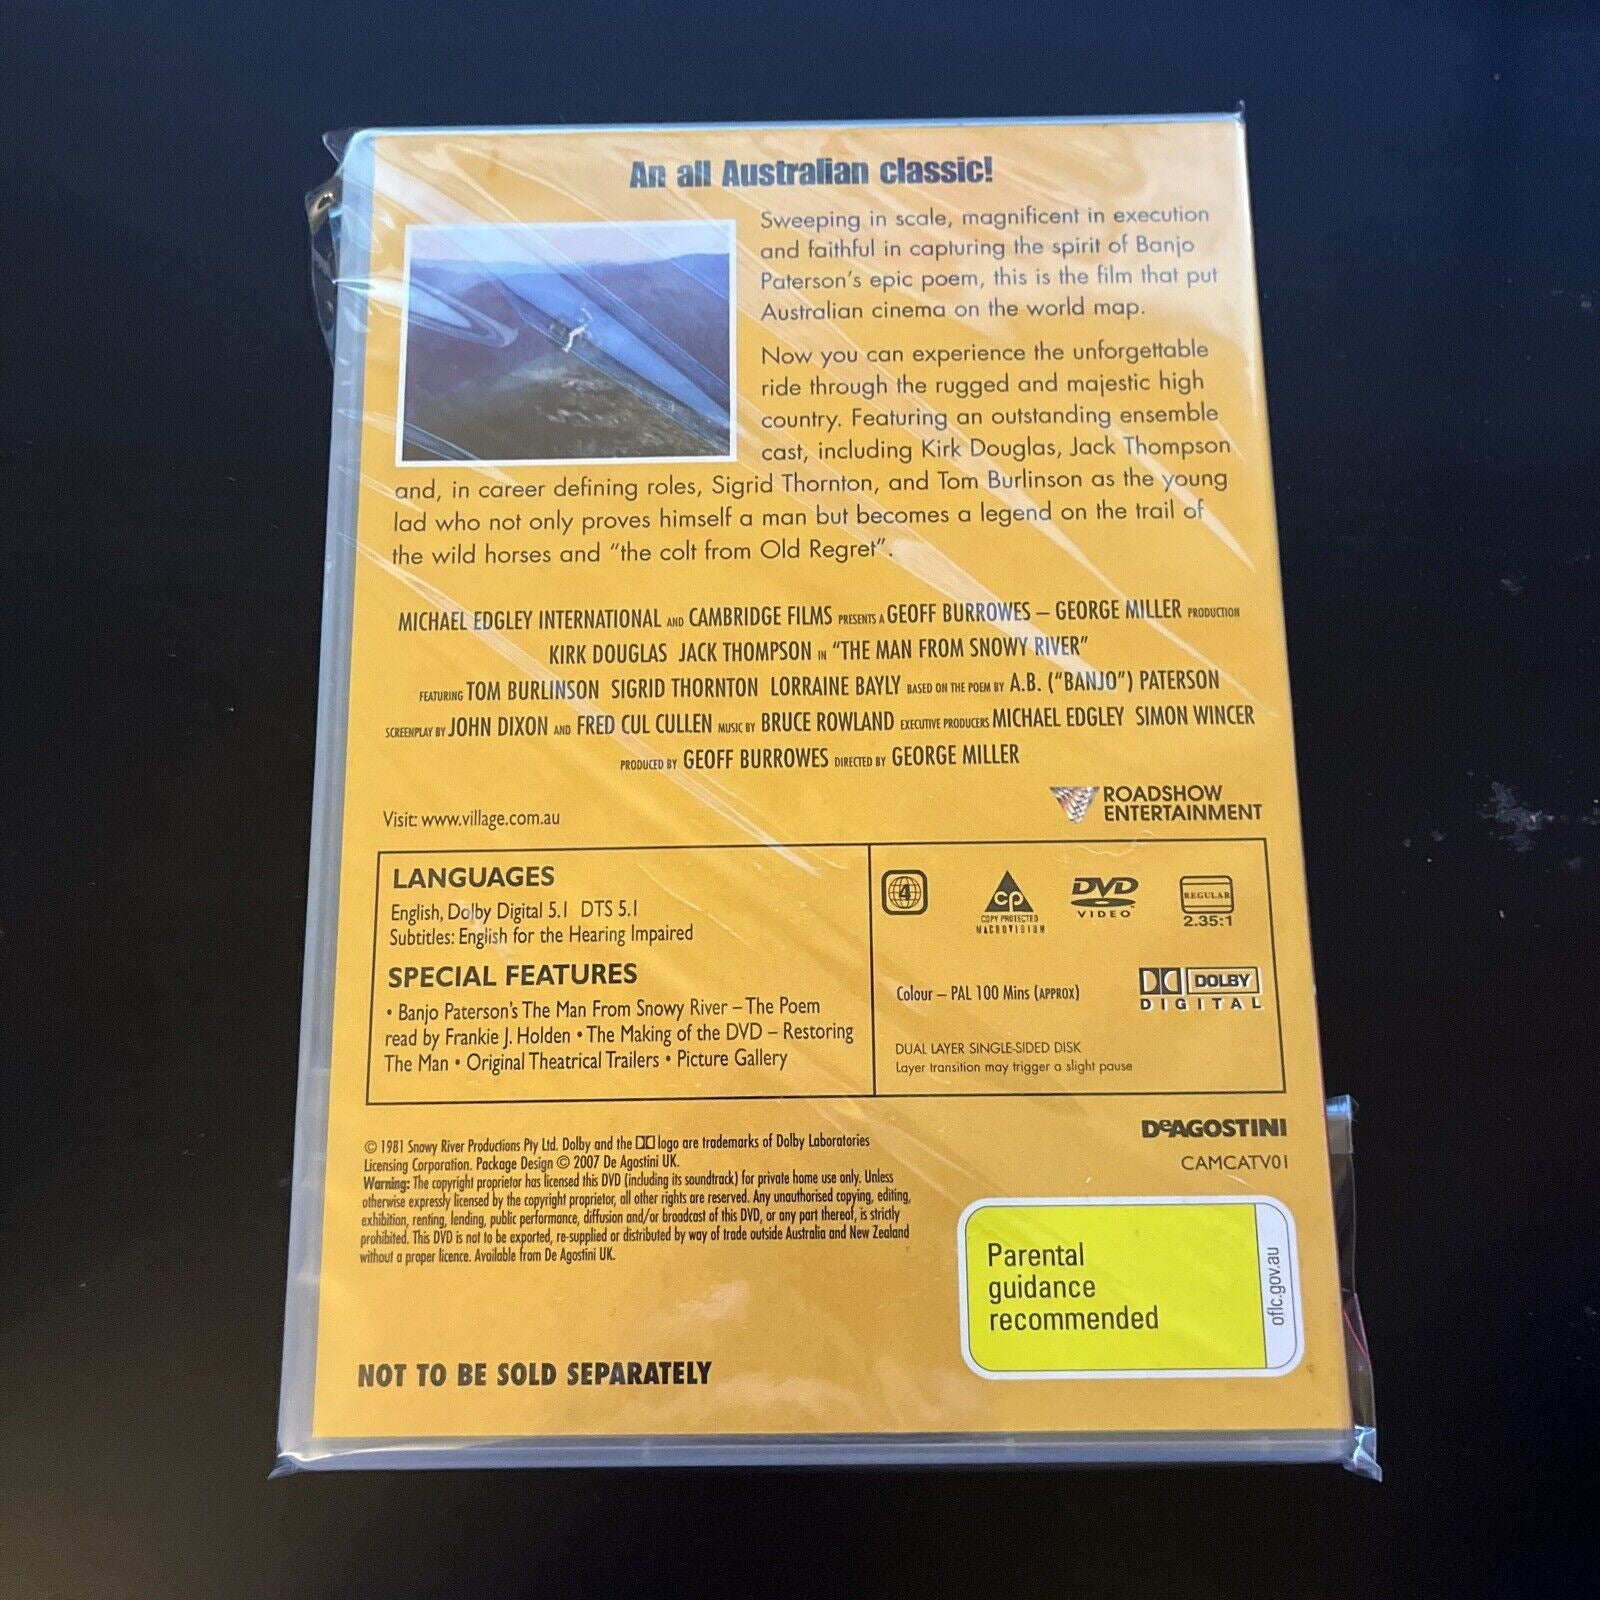 An all Australian classic!
Sweeping in scale, magnificent in execution
and faithful in capturing the spirit of Banjo
Paterson's epic poem, this is the film that put
Australian cinema on the world map.
Now you can experience the unforgettable
ride through the rugged and majestic high
country. Featuring an outstanding ensemble
cast, including Kirk Douglas, Jack Thompson
and, in career defining roles, Sigrid Thornton, and Tom Burlinson as the young
lad who not only proves himself a man but becomes a legend on the trail of
the wild horses and "the colt from Old Regret".
MICHAEL EDGLEY INTERNATIONAL AND CAMBRIDGE FILMS PRESENTS A GEOFF BURROWES – GEORGE MILLER PRODUCTION
KIRK DOUGLAS JACK THOMPSON IN "THE MAN FROM SNOWY RIVER"
FEATURING TOM BURLINSON SIGRID THORNTON LORRAINE BAYLY BASED ON THE POEM BY A.B. ("BANJO") PATERSON
SCREENPLAY BY JOHN DIXON AND FRED CUL CULLEN MUSIC BY BRUCE ROWLAND EXECUTIVE PRODUCERS MICHAEL EDGLEY SIMON WINCER
PRODUCED BY GEOFF BURROWES DIRECTED BY GEORGE MILLER
Visit: www.village.com.au
ROADSHOW
ENTERTAINMENT
LANGUAGES
English, Dolby Digital 5.1 DTS 5.1
Subtitles: English for the Hearing Impaired
SPECIAL FEATURES
• Banjo Paterson's The Man From Snowy River – The Poem
read by Frankie J. Holden • The Making of the DVD – Restoring
The Man • Original Theatrical Trailers • Picture Gallery
4
CP
COPY PROTECTED
MACROVISION
DVD
VIDEO
REGULAR
2.35:1
Colour – PAL 100 Mins (APPROX)
DOLBY
DIGITAL
DUAL LAYER SINGLE-SIDED DISK
Layer transition may trigger a slight pause
© 1981 Snowy River Productions Pty Ltd. Dolby and the logo are trademarks of Dolby Laboratories
Licensing Corporation. Package Design © 2007 De Agostini UK.
Warning: The copyright proprietor has licensed this DVD (including its soundtrack) for private home use only. Unless
otherwise expressly licensed by the copyright proprietor, all other rights are reserved. Any unauthorised copying, editing,
exhibition, renting, lending, public performance, diffusion and/or broadcast of this DVD, or any part thereof, is strictly
prohibited. This DVD is not to be exported, re-supplied or distributed by way of trade outside Australia and New Zealand
without a proper licence. Available from De Agostini UK.
DeAGOSTINI
CAMCATV01
Parental
guidance
recommended
oflc.gov.au
NOT TO BE SOLD SEPARATELY